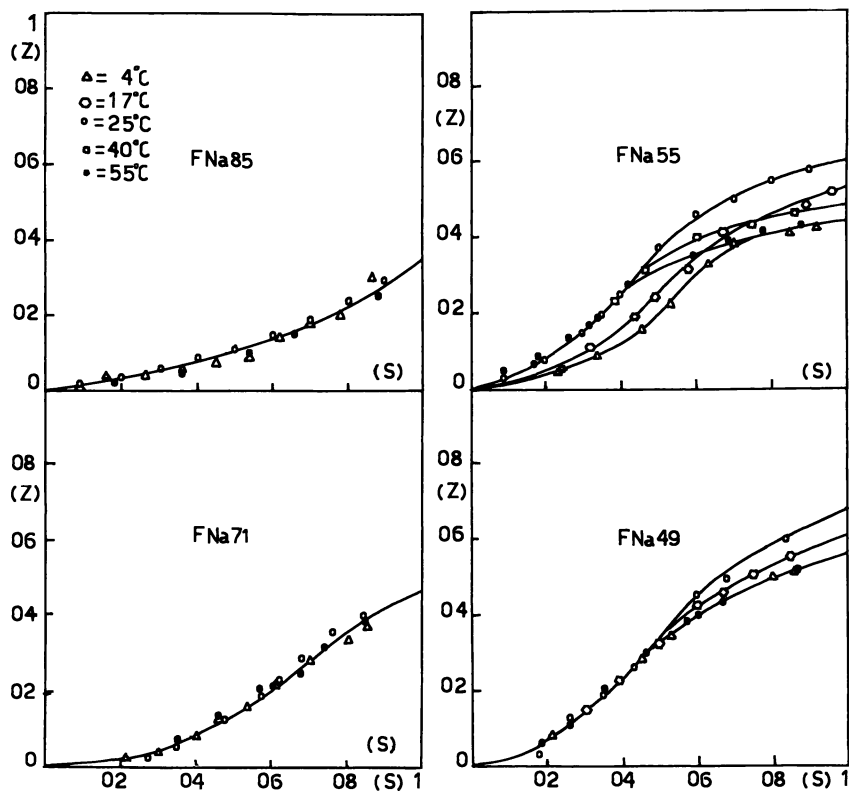 1
(Z)
08
△ = 4°C
○ = 17°C
○ = 25°C
□ = 40°C
• = 55°C
FNa85
06
04
02
0
(S)
08
(Z)
FNa55
06
04
02
0
(S)
08
(Z)
FNa71
06
04
02
0
(S)
02 04 06 08 (S) 1
08
(Z)
FNa49
06
04
02
0
02 04 06 08 (S) 1